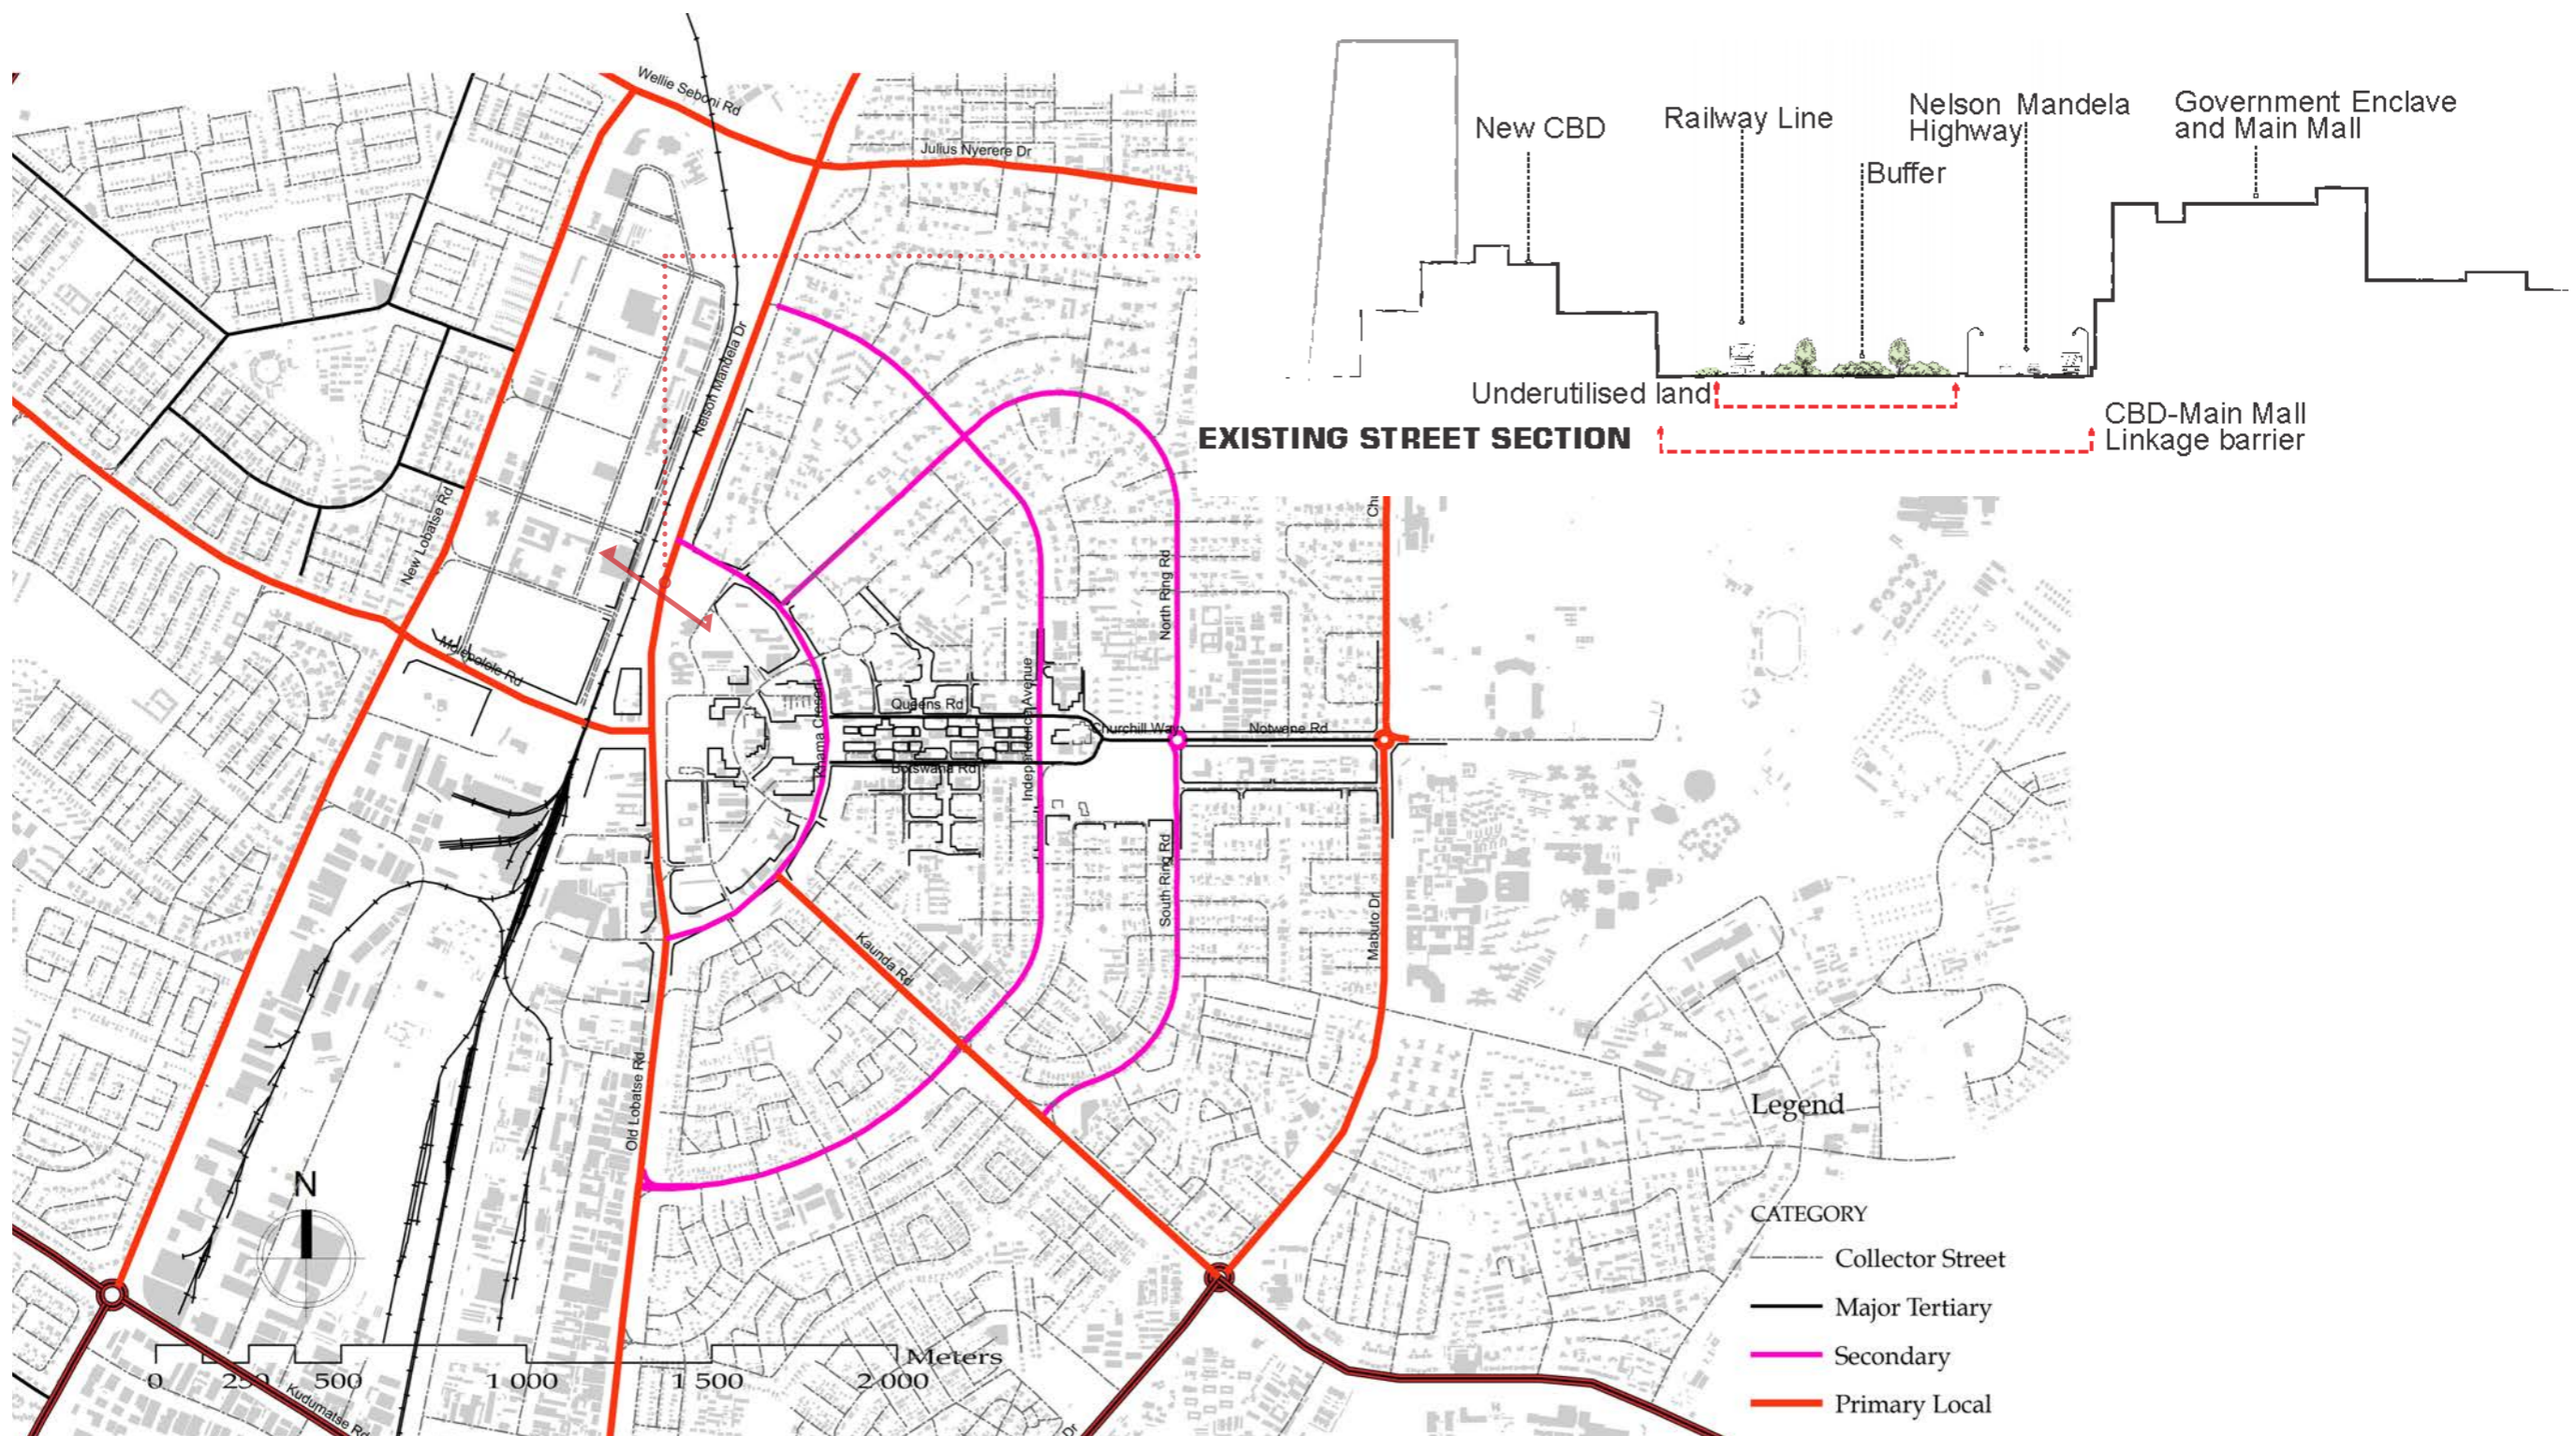 Wellie Seboni Rd
Julius Nyerere Dr
New CBD
Railway Line
Nelson Mandela
Highway
Government Enclave
and Main Mall
Buffer
Underutilised land
CBD-Main Mall
Linkage barrier
EXISTING STREET SECTION
Nelson Mandela Dr
New Lobatse Rd
Molepolole Rd
North Ring Rd
Khama Cresent
Queens Rd
Independence Avenue
Churchill Way
Notwane Rd
Botswana Rd
South Ring Rd
Mabuto Dr
Kaunda Rd
Old Lobatse Rd
N
Meters
0
250
500
1 000
1 500
2 000
Kudumatse Rd
Legend
CATEGORY
Collector Street
Major Tertiary
Secondary
Primary Local